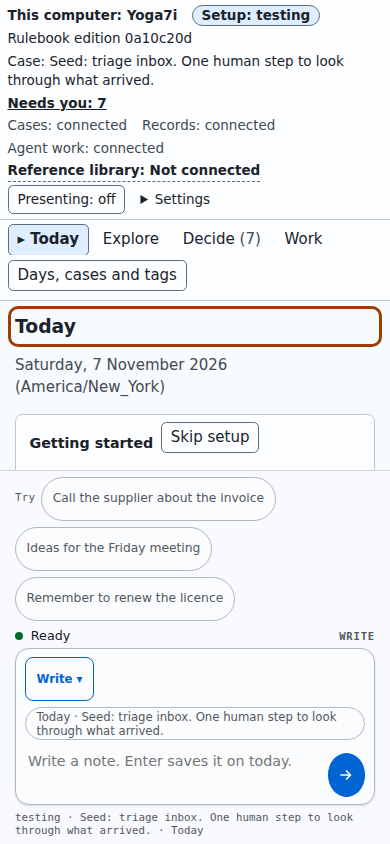 This computer: Yoga7i Setup: testing
Rulebook edition 0a10c20d
Case: Seed: triage inbox. One human step to look
through what arrived.
Needs you: 7
Cases: connected Records: connected
Agent work: connected
Reference library: Not connected
Presenting: off ▶ Settings
▸ Today Explore Decide (7) Work
Days, cases and tags
Today
Saturday, 7 November 2026
(America/New_York)
Getting started Skip setup
Try Call the supplier about the invoice
Ideas for the Friday meeting
Remember to renew the licence
Ready WRITE
Write ▾
Today · Seed: triage inbox. One human step to look
through what arrived.
Write a note. Enter saves it on today.
→
testing · Seed: triage inbox. One human step to look
through what arrived. · Today